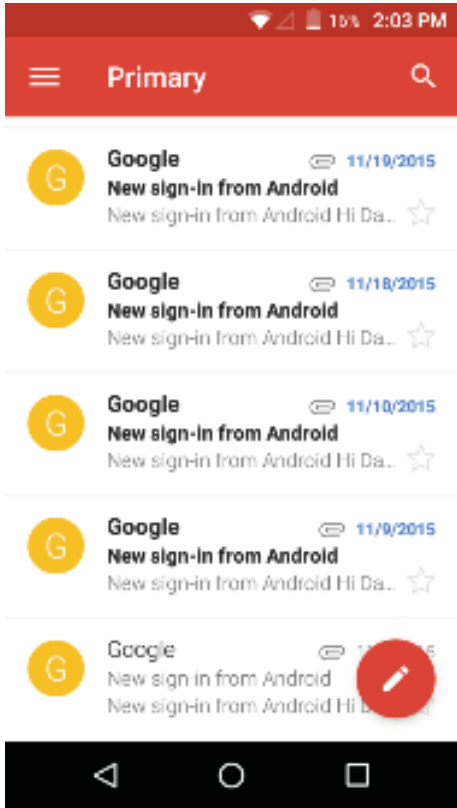 16% 2:03 PM
Primary
G
Google 11/19/2015
New sign-in from Android
New sign-in from Android Hi Da...
G
Google 11/18/2015
New sign-in from Android
New sign-in from Android Hi Da...
G
Google 11/10/2015
New sign-in from Android
New sign-in from Android Hi Da...
G
Google 11/9/2015
New sign-in from Android
New sign-in from Android Hi Da...
G
Google
New sign-in from Android
New sign-in from Android Hi